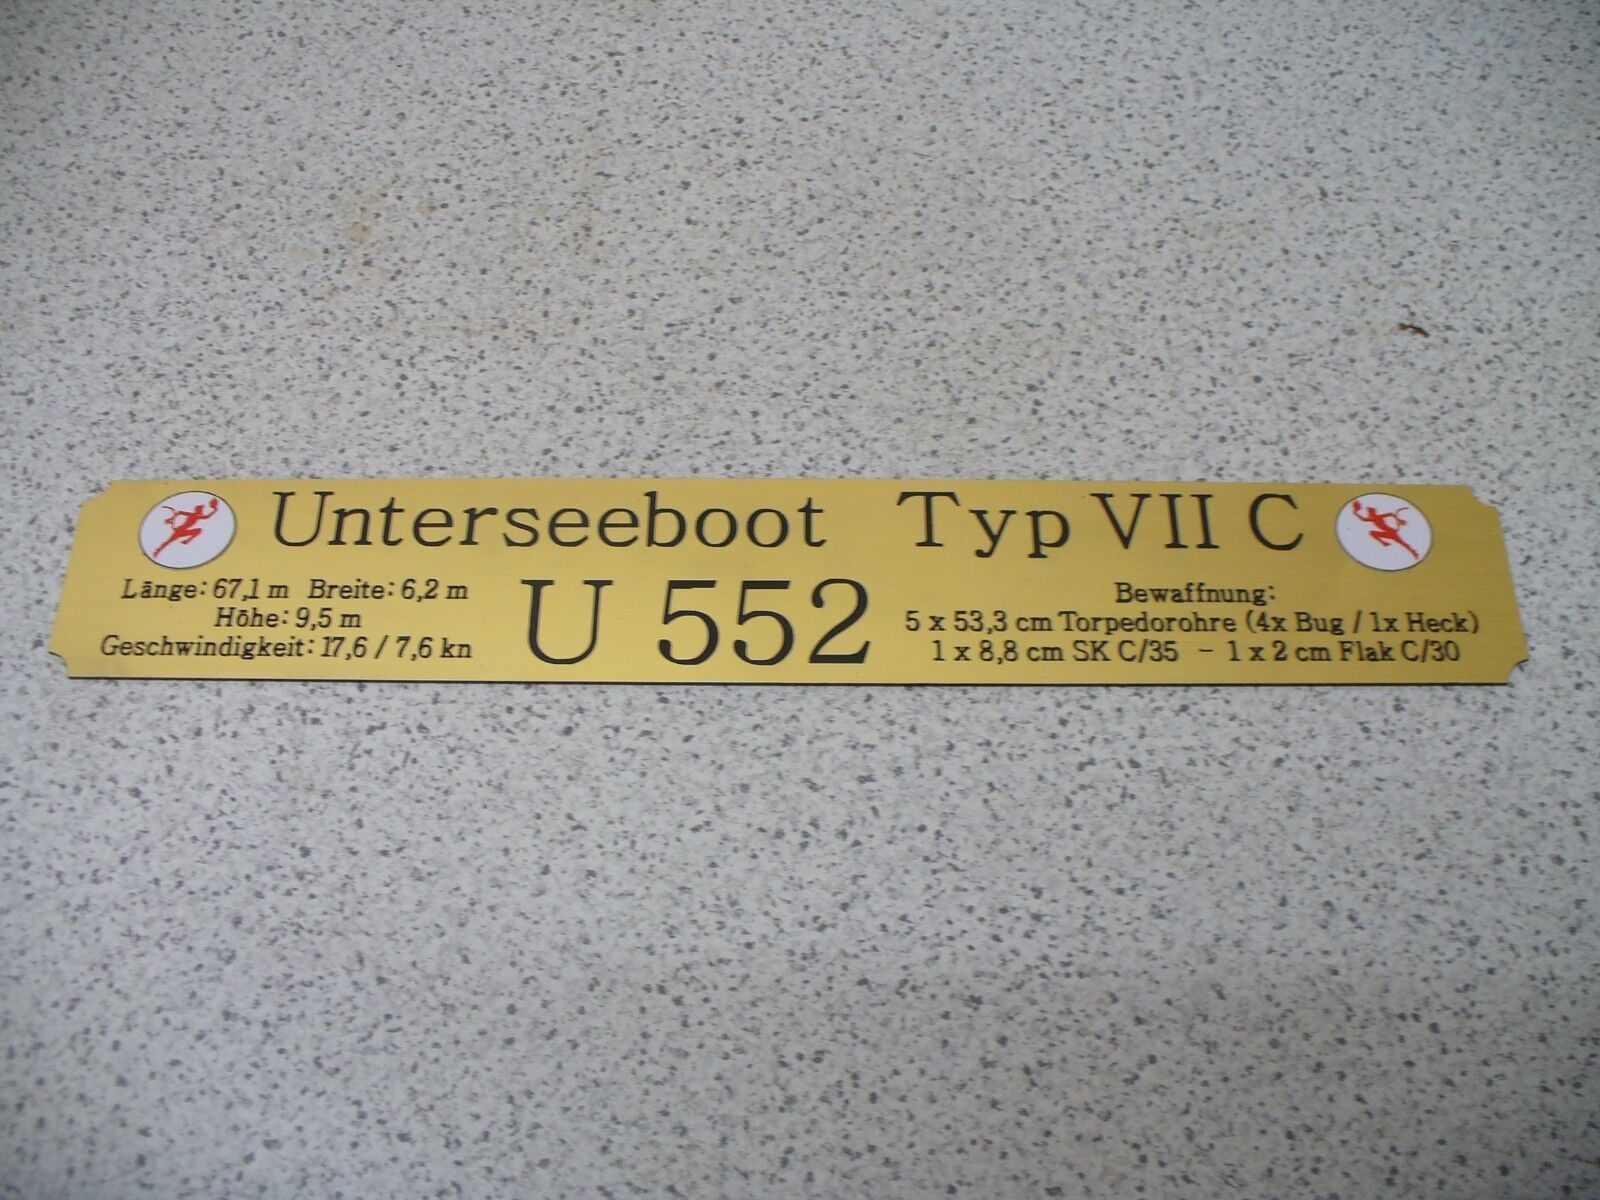 Unterseeboot Typ VII C
Länge: 67,1 m Breite: 6,2 m
Höhe: 9,5 m
Geschwindigkeit: 17,6 / 7,6 kn
U 552
Bewaffnung:
5 x 53,3 cm Torpedorohre (4x Bug / 1x Heck)
1 x 8,8 cm SK C/35 - 1 x 2 cm Flak C/30